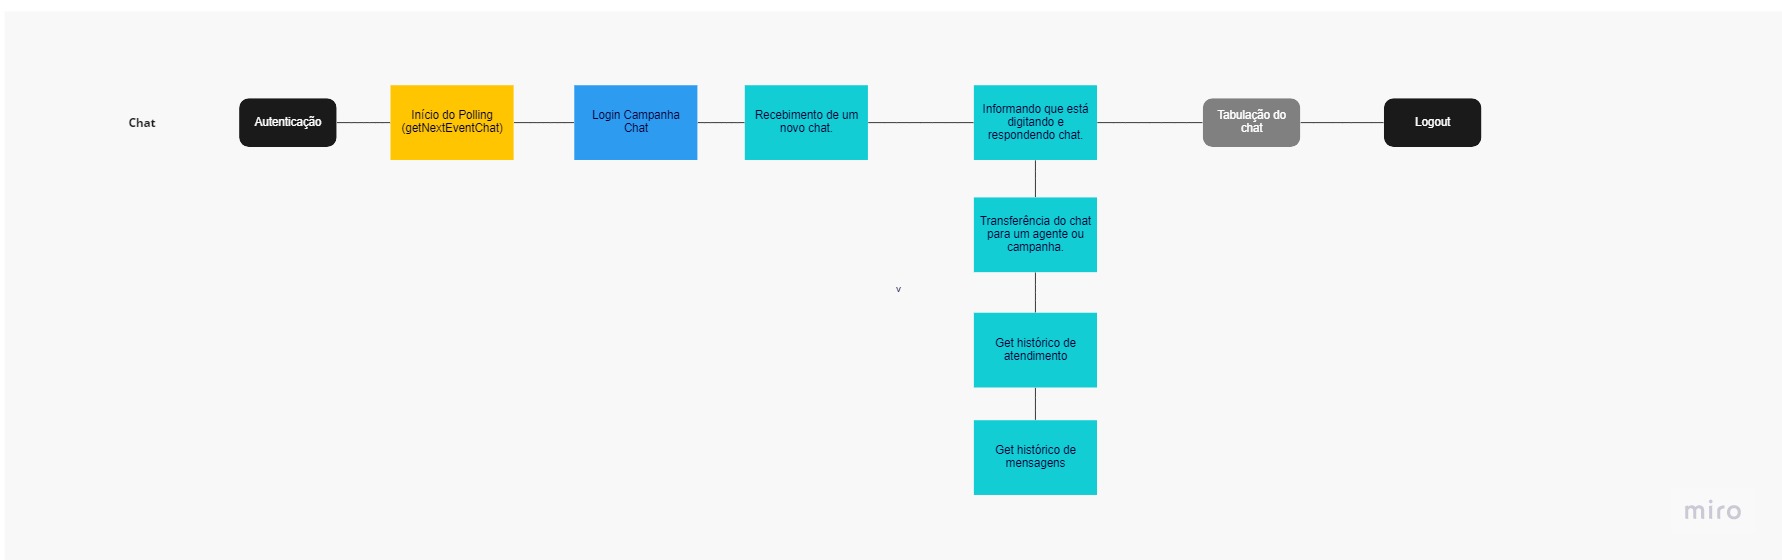 Chat
Autenticação
Início do Polling
(getNextEventChat)
Login Campanha
Chat
Recebimento de um
novo chat.
Informando que está
digitando e
respondendo chat.
Tabulação do
chat
Logout
Transferência do chat
para um agente ou
campanha.
v
Get histórico de
atendimento
Get histórico de
mensagens
miro